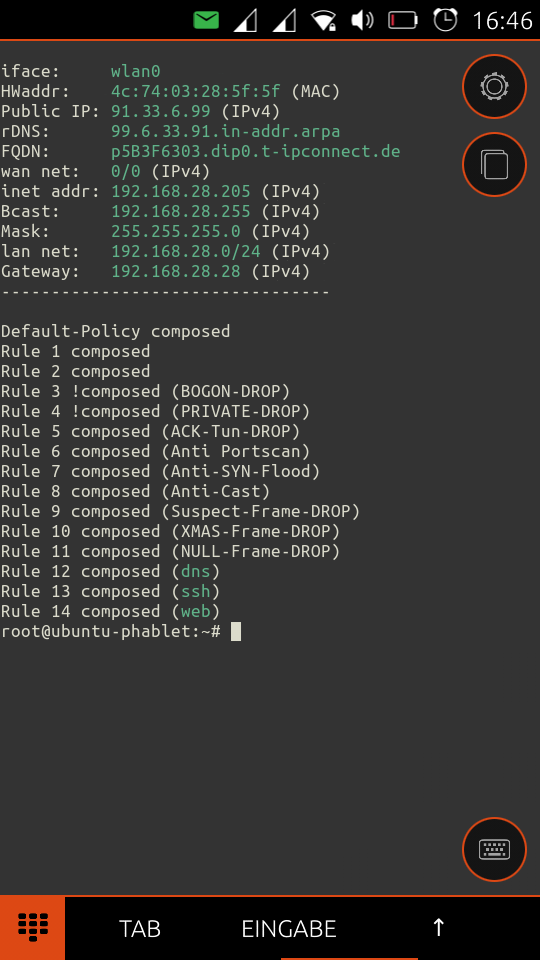 16:46
iface: wlan0
HWaddr: 4c:74:03:28:5f:5f (MAC)
Public IP: 91.33.6.99 (IPv4)
rDNS: 99.6.33.91.in-addr.arpa
FQDN: p5B3F6303.dip0.t-ipconnect.de
wan net: 0/0 (IPv4)
inet addr: 192.168.28.205 (IPv4)
Bcast: 192.168.28.255 (IPv4)
Mask: 255.255.255.0 (IPv4)
lan net: 192.168.28.0/24 (IPv4)
Gateway: 192.168.28.28 (IPv4)
---------------------------------
Default-Policy composed
Rule 1 composed
Rule 2 composed
Rule 3 !composed (BOGON-DROP)
Rule 4 !composed (PRIVATE-DROP)
Rule 5 composed (ACK-Tun-DROP)
Rule 6 composed (Anti Portscan)
Rule 7 composed (Anti-SYN-Flood)
Rule 8 composed (Anti-Cast)
Rule 9 composed (Suspect-Frame-DROP)
Rule 10 composed (XMAS-Frame-DROP)
Rule 11 composed (NULL-Frame-DROP)
Rule 12 composed (dns)
Rule 13 composed (ssh)
Rule 14 composed (web)
root@ubuntu-phablet:~#
TAB EINGABE ↑